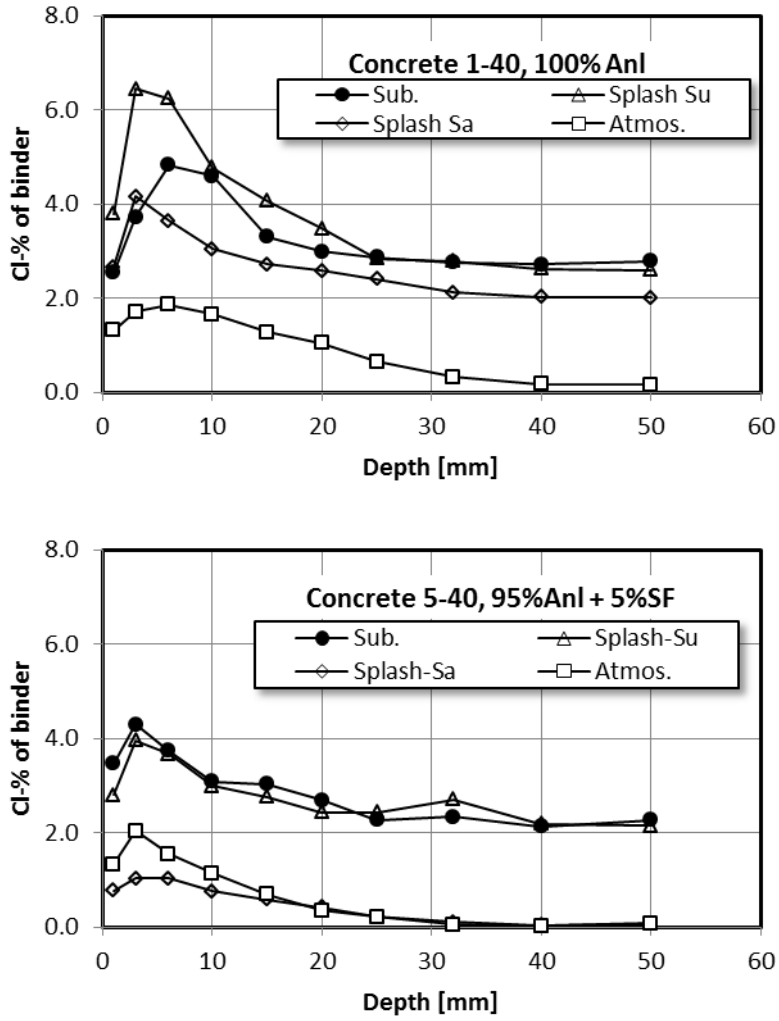 8.0
Concrete 1-40, 100% Anl
Sub. Splash Su
Splash Sa Atmos.
6.0
4.0
2.0
0.0
Cl-% of binder
0 10 20 30 40 50 60
Depth [mm]
8.0
Concrete 5-40, 95%Anl + 5%SF
Sub. Splash-Su
Splash-Sa Atmos.
6.0
4.0
2.0
0.0
Cl-% of binder
0 10 20 30 40 50 60
Depth [mm]